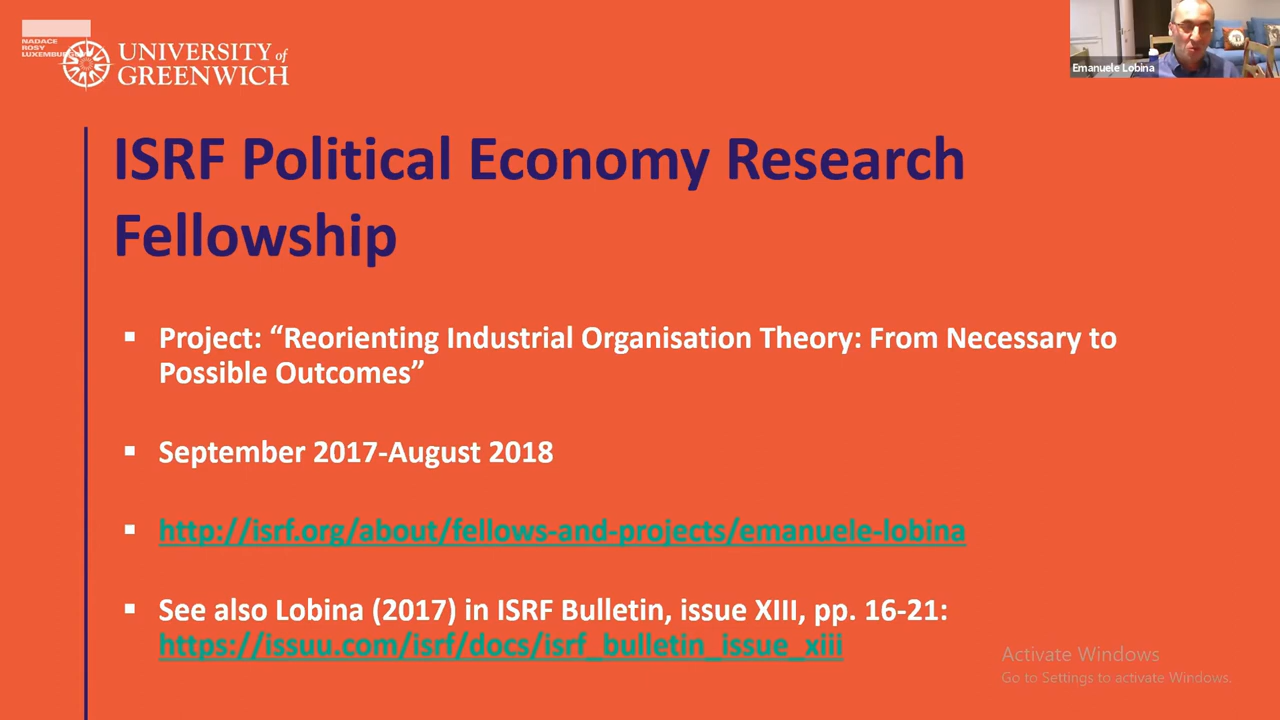 NADACE
ROSY
LUXEMBURG
UNIVERSITY of
GREENWICH
Emanuele Lobina
ISRF Political Economy Research
Fellowship
▪ Project: “Reorienting Industrial Organisation Theory: From Necessary to
Possible Outcomes”
▪ September 2017-August 2018
▪ http://isrf.org/about/fellows-and-projects/emanuele-lobina
▪ See also Lobina (2017) in ISRF Bulletin, issue XIII, pp. 16-21:
https://issuu.com/isrf/docs/isrf_bulletin_issue_xiii
Activate Windows
Go to Settings to activate Windows.